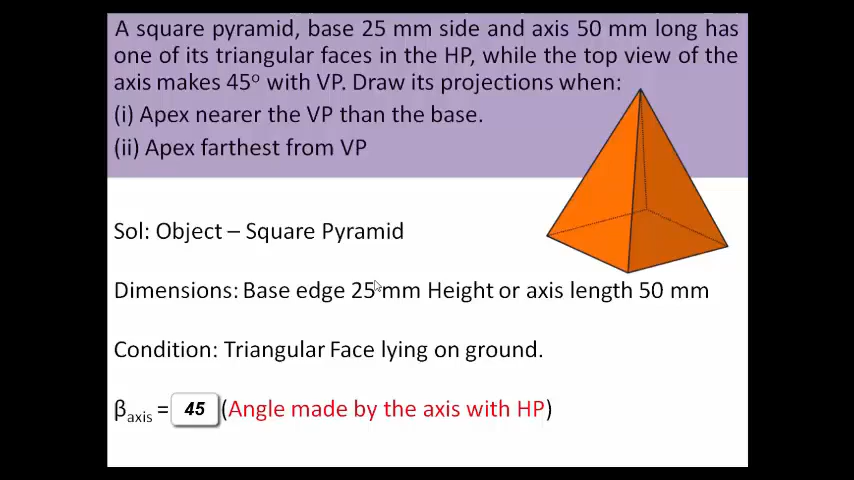 A square pyramid, base 25 mm side and axis 50 mm long has
one of its triangular faces in the HP, while the top view of the
axis makes 45° with VP. Draw its projections when:
(i) Apex nearer the VP than the base.
(ii) Apex farthest from VP
Sol: Object – Square Pyramid
Dimensions: Base edge 25 mm Height or axis length 50 mm
Condition: Triangular Face lying on ground.
βaxis = 45 (Angle made by the axis with HP)